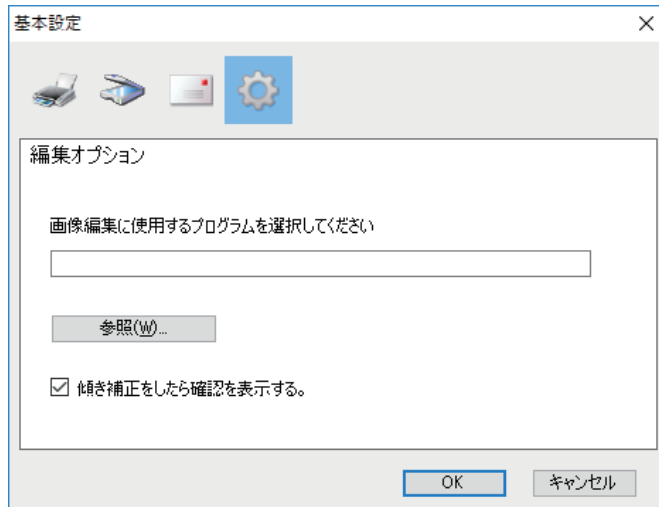 基本設定
編集オプション
画像編集に使用するプログラムを選択してください
参照(W)...
傾き補正をしたら確認を表示する。
OK キャンセル